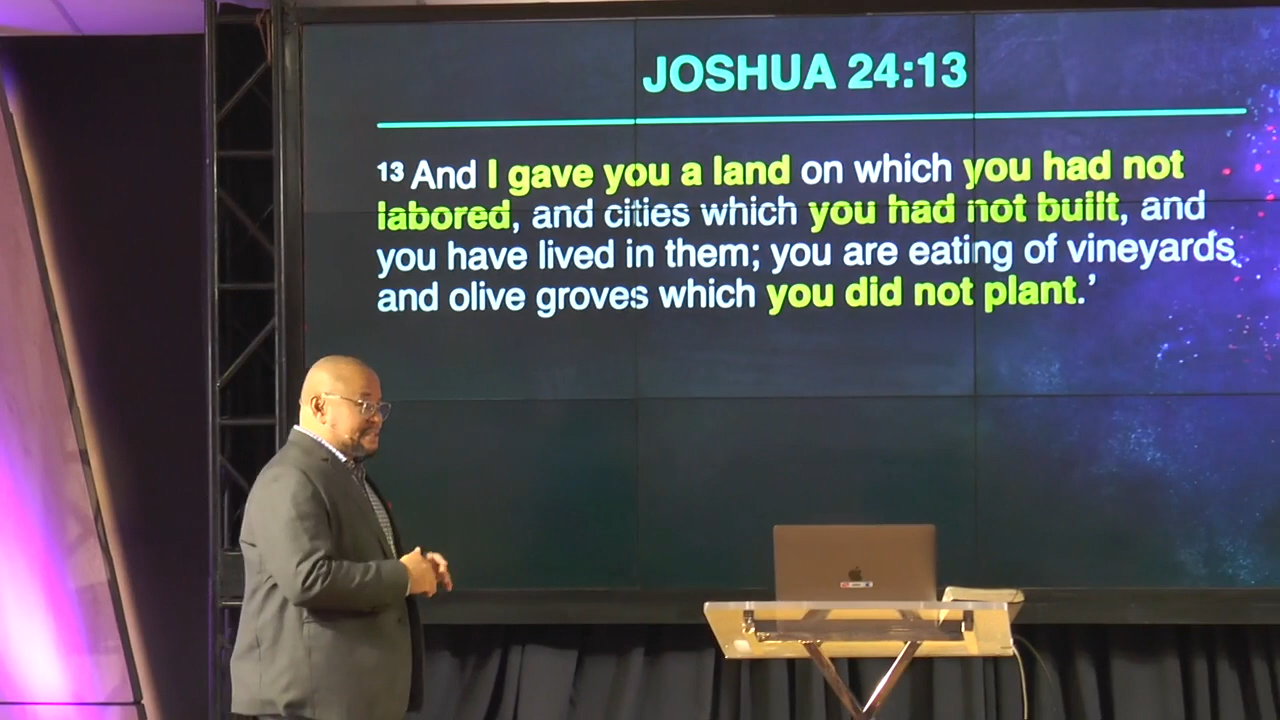 JOSHUA 24:13
13 And I gave you a land on which you had not
labored, and cities which you had not built, and
you have lived in them; you are eating of vineyards
and olive groves which you did not plant.’